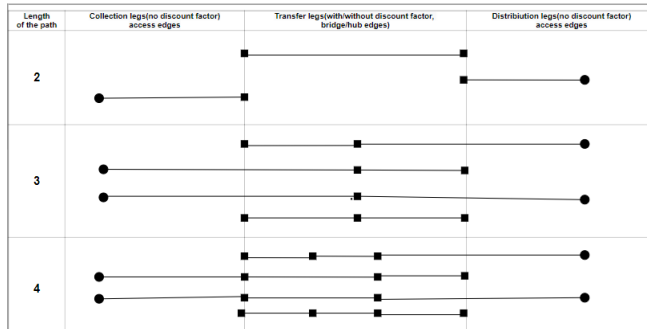 Length
of the path
Collection legs(no discount factor)
access edges
Transfer legs(with/without discount factor,
bridge/hub edges)
Distribiution legs(no discount factor)
access edges
2
3
4